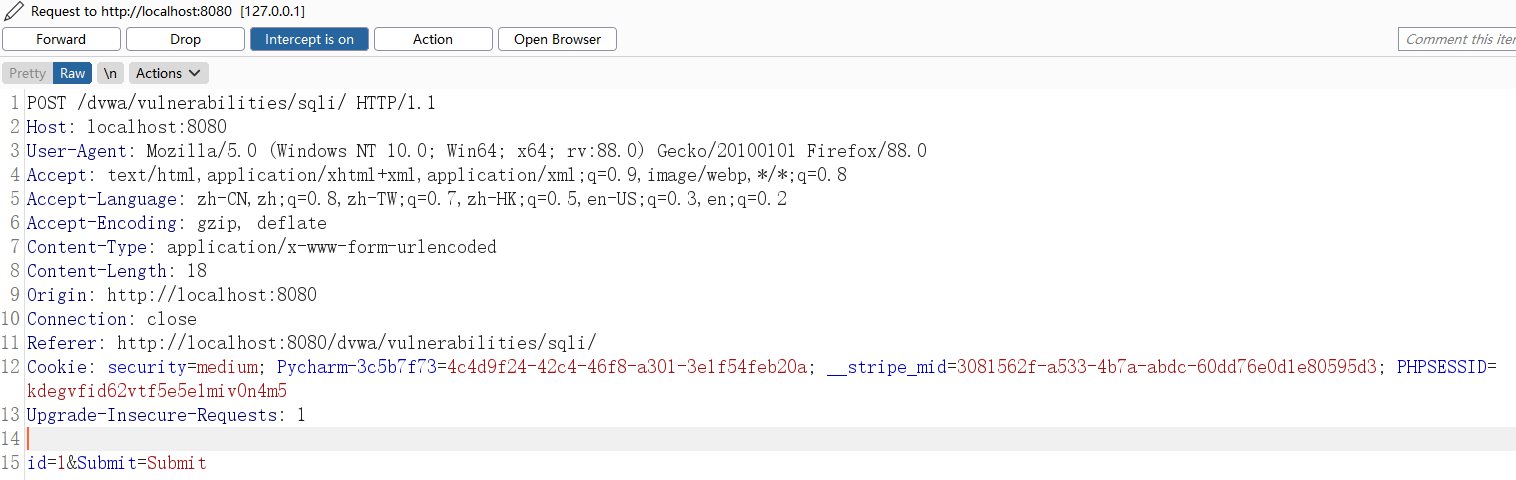 Request to http://localhost:8080 [127.0.0.1]
Forward Drop Intercept is on Action Open Browser Comment this iter
Pretty Raw \n Actions
1 POST /dvwa/vulnerabilities/sqli/ HTTP/1.1
2 Host: localhost:8080
3 User-Agent: Mozilla/5.0 (Windows NT 10.0; Win64; x64; rv:88.0) Gecko/20100101 Firefox/88.0
4 Accept: text/html,application/xhtml+xml,application/xml;q=0.9,image/webp,*/*;q=0.8
5 Accept-Language: zh-CN,zh;q=0.8,zh-TW;q=0.7,zh-HK;q=0.5,en-US;q=0.3,en;q=0.2
6 Accept-Encoding: gzip, deflate
7 Content-Type: application/x-www-form-urlencoded
8 Content-Length: 18
9 Origin: http://localhost:8080
10 Connection: close
11 Referer: http://localhost:8080/dvwa/vulnerabilities/sqli/
12 Cookie: security=medium; Pycharm-3c5b7f73=4c4d9f24-42c4-46f8-a301-3e1f54feb20a; __stripe_mid=3081562f-a533-4b7a-abdc-60dd76e0d1e80595d3; PHPSESSID=
kdegvfid62vtf5e5e1miv0n4m5
13 Upgrade-Insecure-Requests: 1
14
15 id=1&Submit=Submit